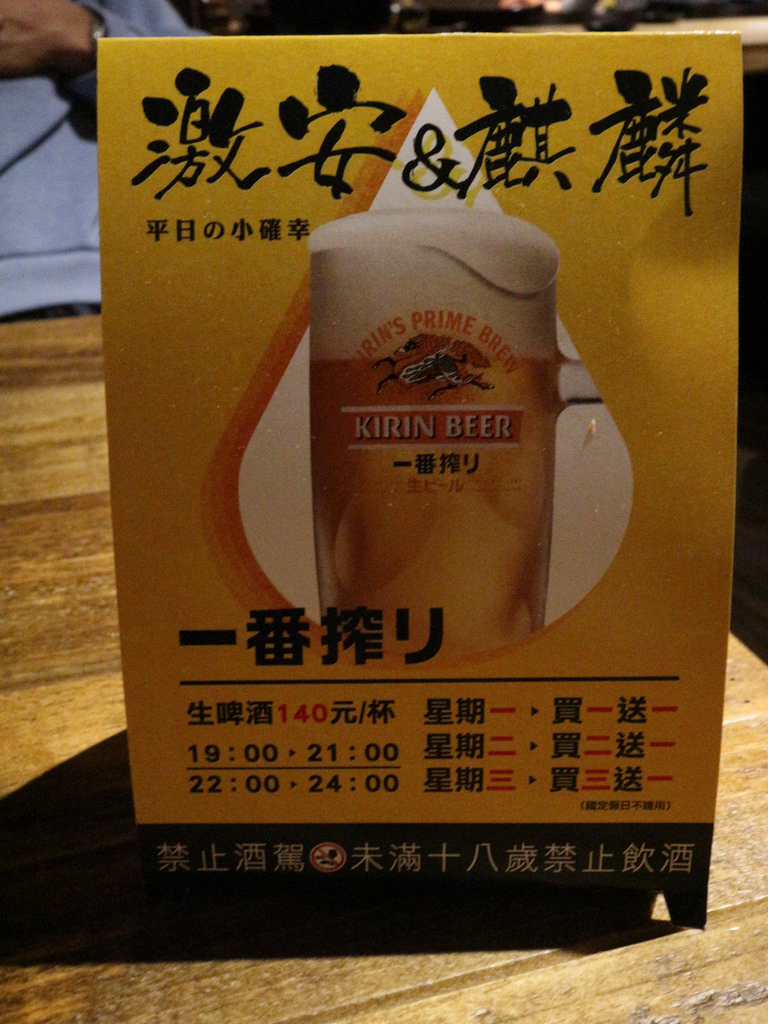 激安&麒麟
平日の小確幸
KIRIN'S PRIME BREW
KIRIN BEER
一番搾り
生ビール
一番搾り
生啤酒140元/杯
19：00▸21：00
22：00▸24：00
星期一▸買一送一
星期二▸買二送一
星期三▸買三送一
(國定假日不適用)
禁止酒駕 未滿十八歲禁止飲酒